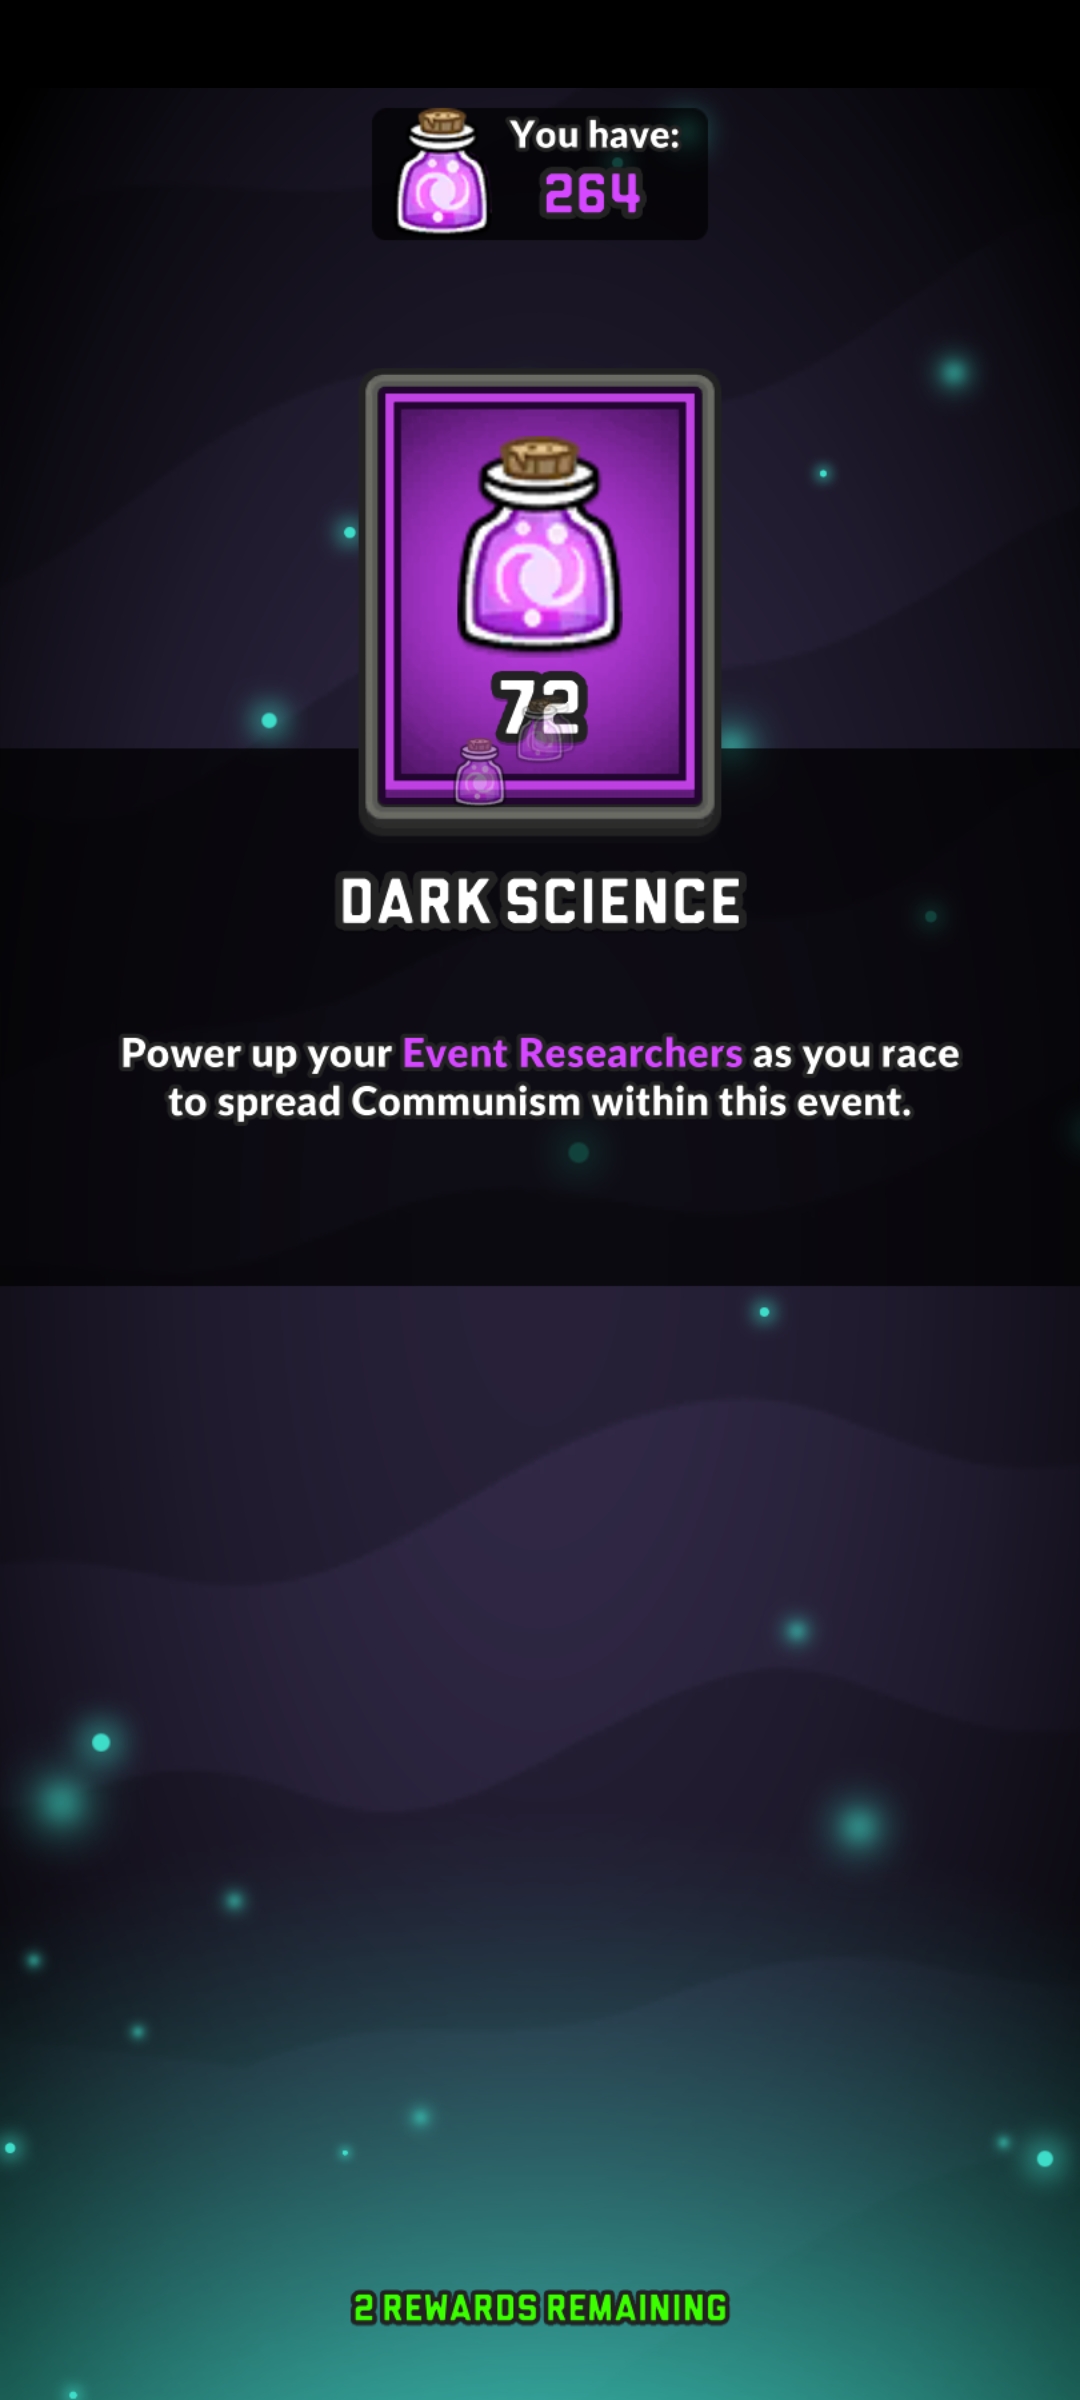 You have:
264
72
DARK SCIENCE
Power up your Event Researchers as you race
to spread Communism within this event.
2 REWARDS REMAINING